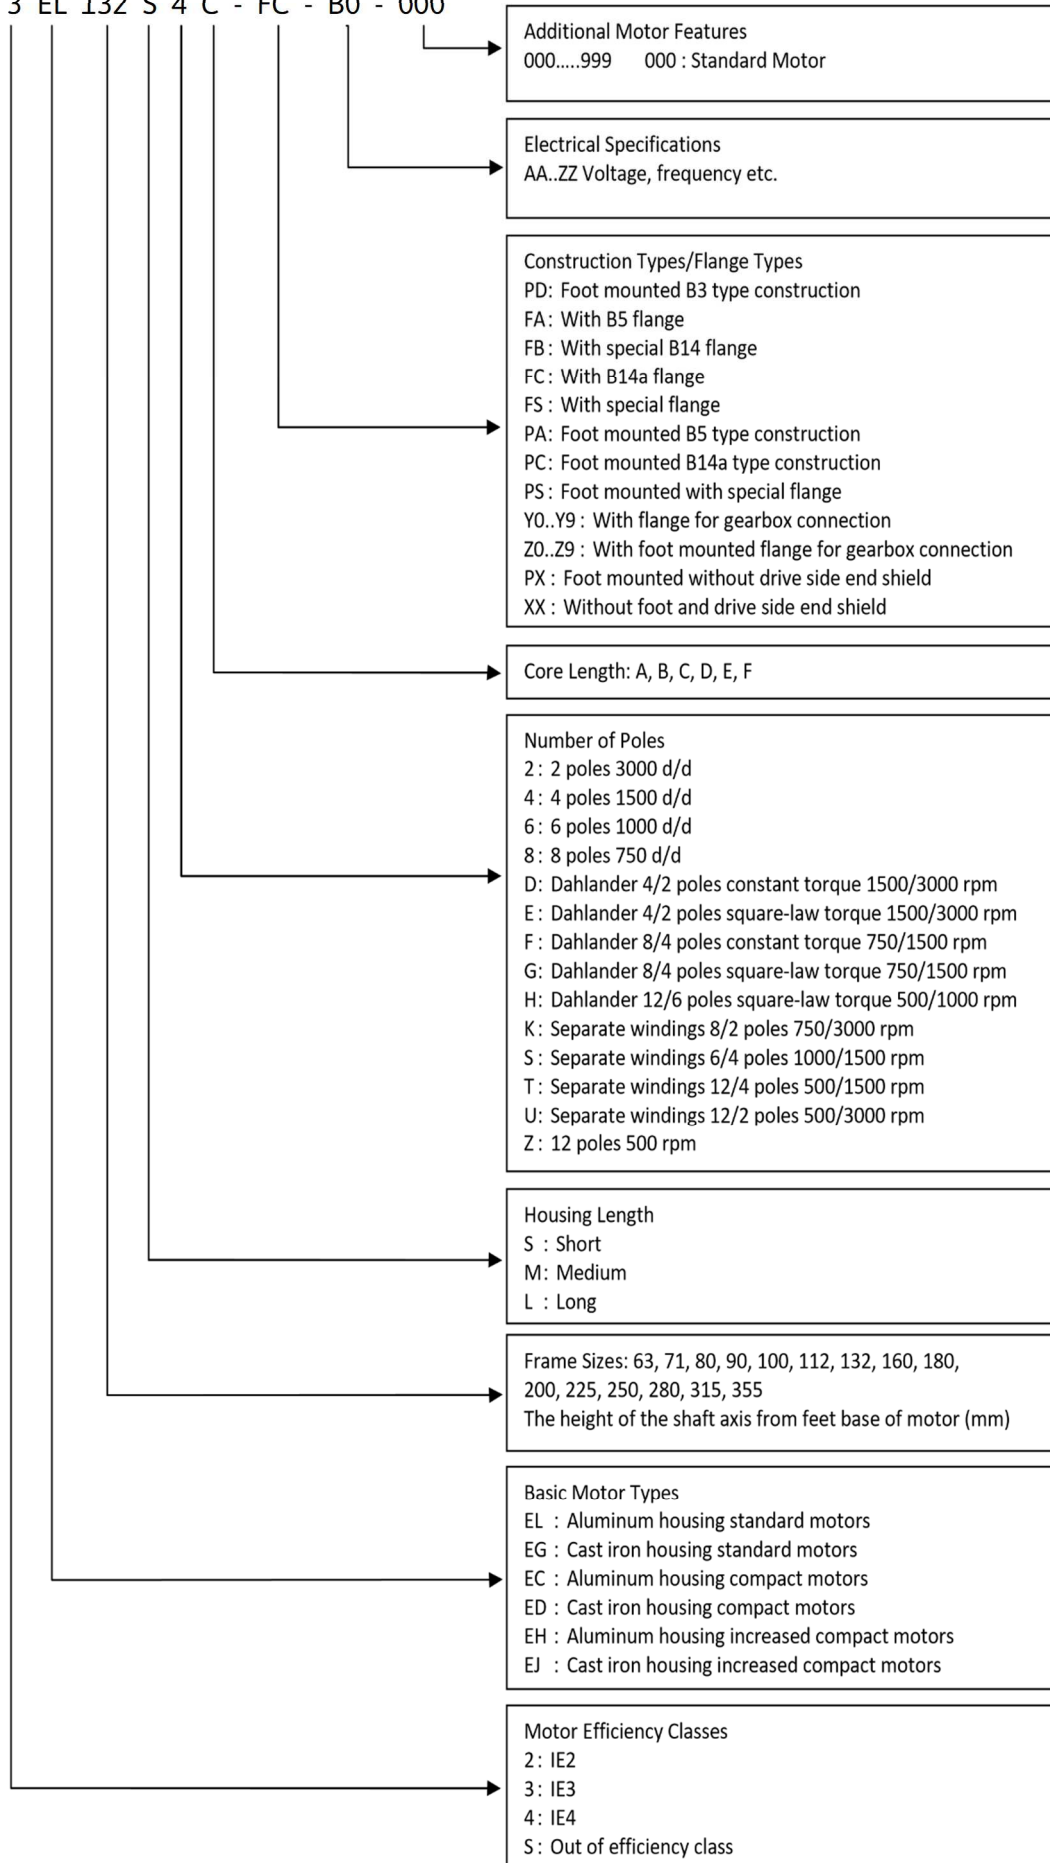 3 EL 132 S 4 C - FC - B0 - 000
Additional Motor Features
000.....999 000 : Standard Motor
Electrical Specifications
AA..ZZ Voltage, frequency etc.
Construction Types/Flange Types
PD: Foot mounted B3 type construction
FA: With B5 flange
FB: With special B14 flange
FC: With B14a flange
FS : With special flange
PA: Foot mounted B5 type construction
PC: Foot mounted B14a type construction
PS : Foot mounted with special flange
Y0..Y9 : With flange for gearbox connection
Z0..Z9 : With foot mounted flange for gearbox connection
PX : Foot mounted without drive side end shield
XX : Without foot and drive side end shield
Core Length: A, B, C, D, E, F
Number of Poles
2: 2 poles 3000 d/d
4: 4 poles 1500 d/d
6: 6 poles 1000 d/d
8: 8 poles 750 d/d
D: Dahlander 4/2 poles constant torque 1500/3000 rpm
E: Dahlander 4/2 poles square-law torque 1500/3000 rpm
F: Dahlander 8/4 poles constant torque 750/1500 rpm
G: Dahlander 8/4 poles square-law torque 750/1500 rpm
H: Dahlander 12/6 poles square-law torque 500/1000 rpm
K: Separate windings 8/2 poles 750/3000 rpm
S: Separate windings 6/4 poles 1000/1500 rpm
T: Separate windings 12/4 poles 500/1500 rpm
U: Separate windings 12/2 poles 500/3000 rpm
Z: 12 poles 500 rpm
Housing Length
S : Short
M: Medium
L : Long
Frame Sizes: 63, 71, 80, 90, 100, 112, 132, 160, 180,
200, 225, 250, 280, 315, 355
The height of the shaft axis from feet base of motor (mm)
Basic Motor Types
EL : Aluminum housing standard motors
EG : Cast iron housing standard motors
EC : Aluminum housing compact motors
ED : Cast iron housing compact motors
EH : Aluminum housing increased compact motors
EJ : Cast iron housing increased compact motors
Motor Efficiency Classes
2: IE2
3: IE3
4: IE4
S: Out of efficiency class